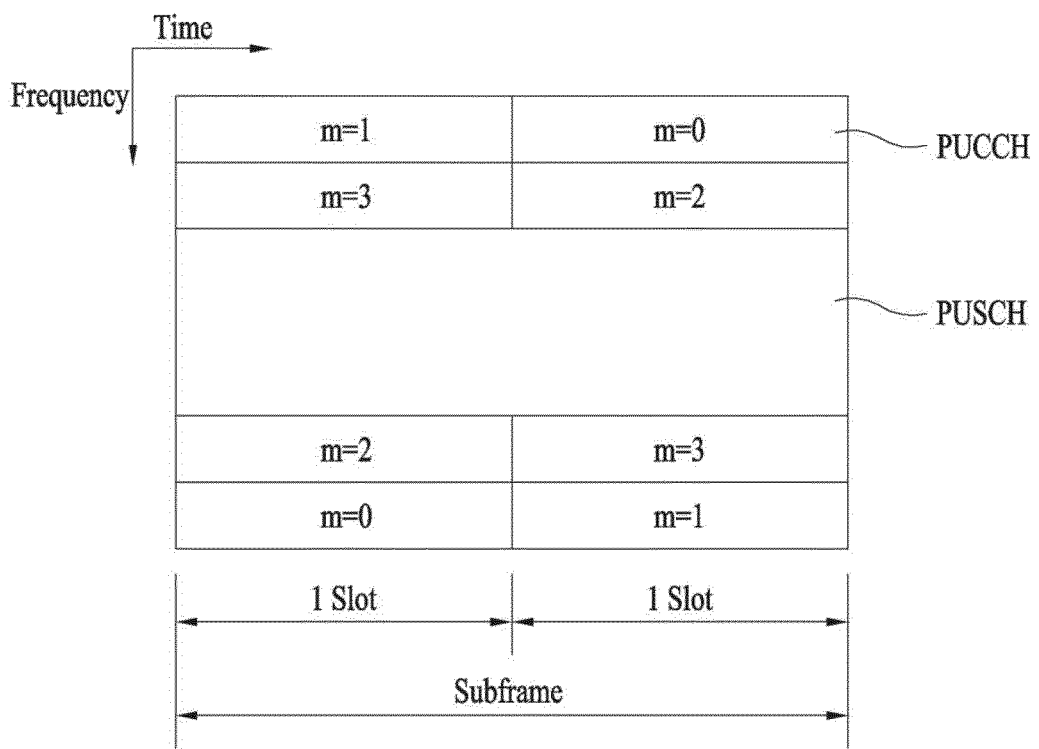 Time
Frequency
m=1
m=0
PUCCH
m=3
m=2
PUSCH
m=2
m=3
m=0
m=1
1 Slot
1 Slot
Subframe